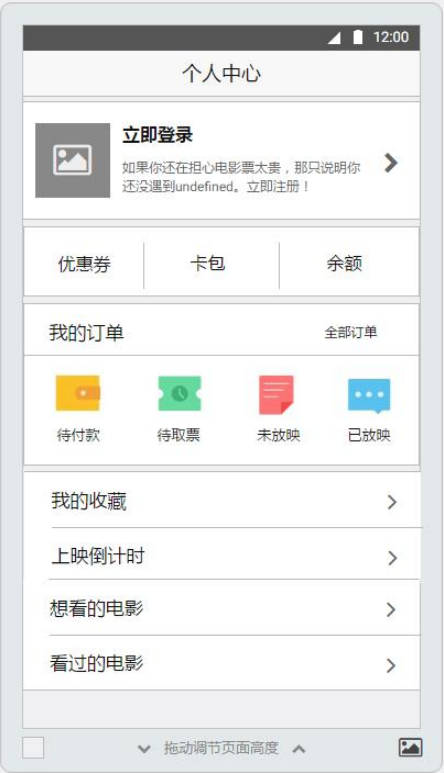 12:00
个人中心
立即登录
如果你还在担心电影票太贵，那只说明你
还没遇到undefined。立即注册！
优惠券 卡包 余额
我的订单 全部订单
待付款 待取票 未放映 已放映
我的收藏
上映倒计时
想看的电影
看过的电影
拖动调节页面高度